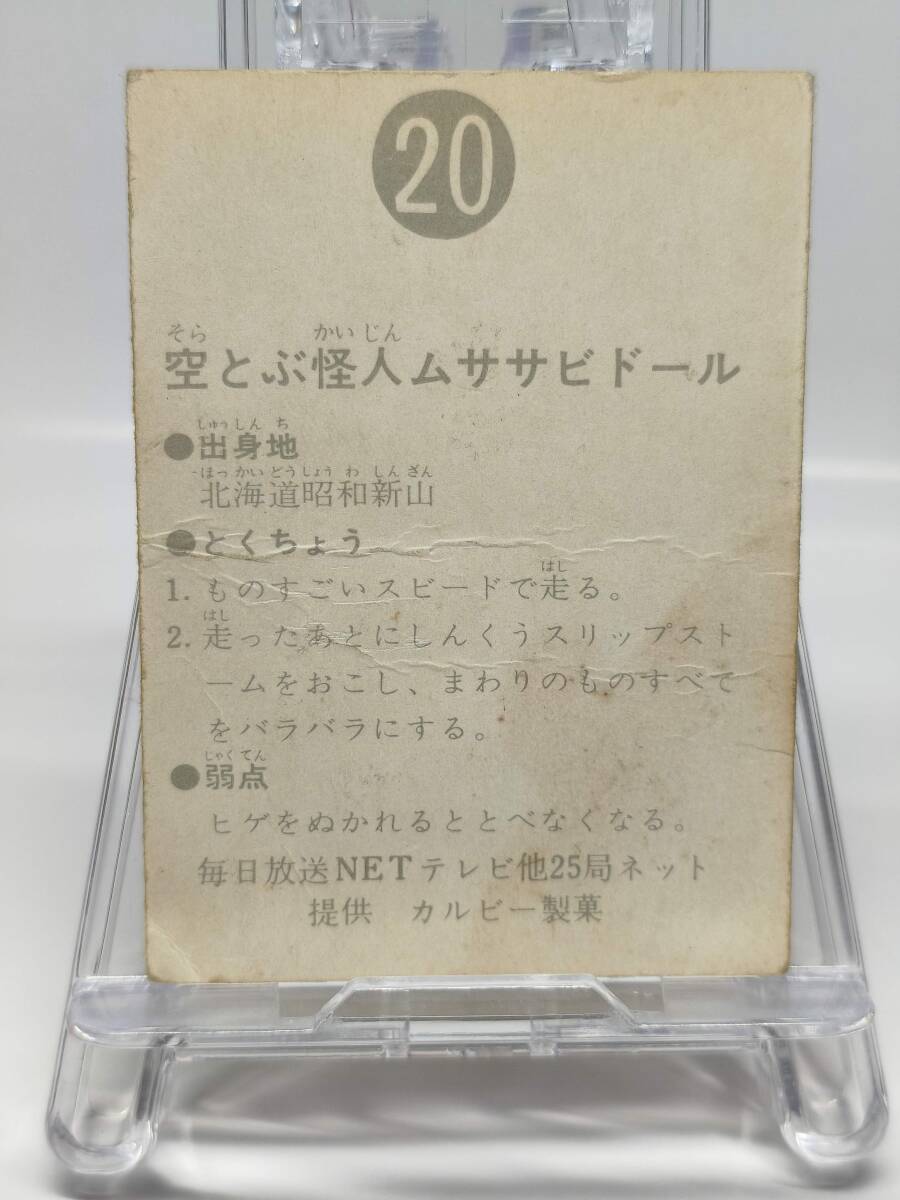 20
そら かいじん
空とぶ怪人ムササビドール
しゅっしんち
●出身地
ほっかいどうしょうわしんざん
北海道昭和新山
●とくちょう
はし
1. ものすごいスピードで走る。
はし
2. 走ったあとにしんくうスリップスト
ームをおこし、まわりのものすべて
をバラバラにする。
じゃくてん
●弱点
ヒゲをぬかれるととべなくなる。
毎日放送NETテレビ他25局ネット
提供 カルビー製菓